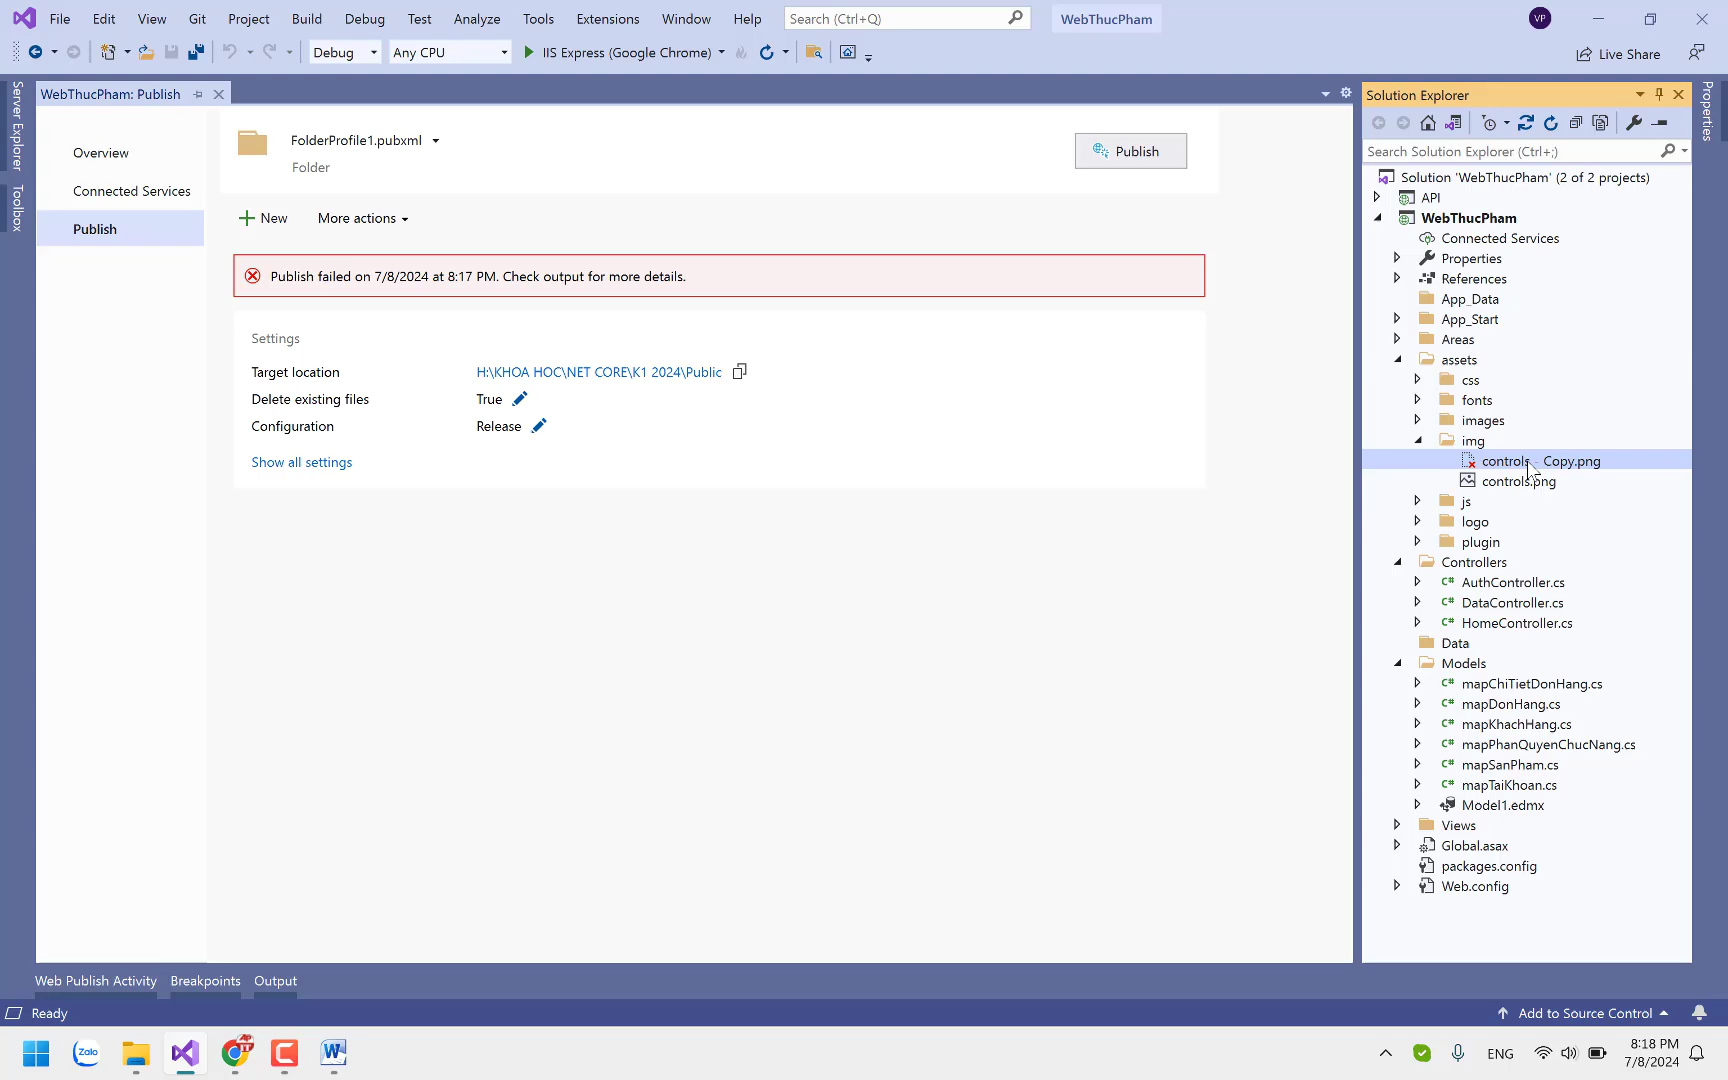 File Edit View Git Project Build Debug Test Analyze Tools Extensions Window Help Search (Ctrl+Q) WebThucPham VP
Debug Any CPU IIS Express (Google Chrome) Live Share
Server Explorer
Toolbox
WebThucPham: Publish
Overview
Connected Services
Publish
FolderProfile1.pubxml
Folder
Publish
New More actions
Publish failed on 7/8/2024 at 8:17 PM. Check output for more details.
Settings
Target location H:\KHOA HOC\NET CORE\K1 2024\Public
Delete existing files True
Configuration Release
Show all settings
Solution Explorer
Search Solution Explorer (Ctrl+;)
Solution 'WebThucPham' (2 of 2 projects)
API
WebThucPham
Connected Services
Properties
References
App_Data
App_Start
Areas
assets
css
fonts
images
img
controls - Copy.png
controls.png
js
logo
plugin
Controllers
C# AuthController.cs
C# DataController.cs
C# HomeController.cs
Data
Models
C# mapChiTietDonHang.cs
C# mapDonHang.cs
C# mapKhachHang.cs
C# mapPhanQuyenChucNang.cs
C# mapSanPham.cs
C# mapTaiKhoan.cs
Model1.edmx
Views
Global.asax
packages.config
Web.config
Properties
Web Publish Activity Breakpoints Output
Ready Add to Source Control
Zalo
W
ENG
8:18 PM
7/8/2024